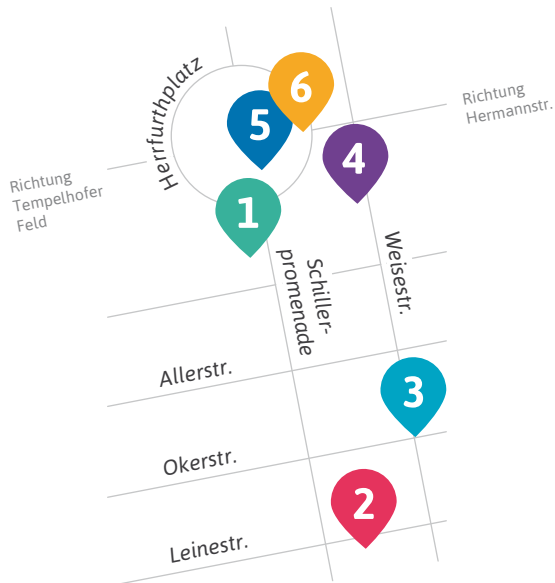 Herrfurthplatz
6
Richtung
Hermannstr.
5
4
Richtung
Tempelhofer
Feld
1
Schiller-
promenade
Weisestr.
Allerstr.
3
Okerstr.
2
Leinestr.